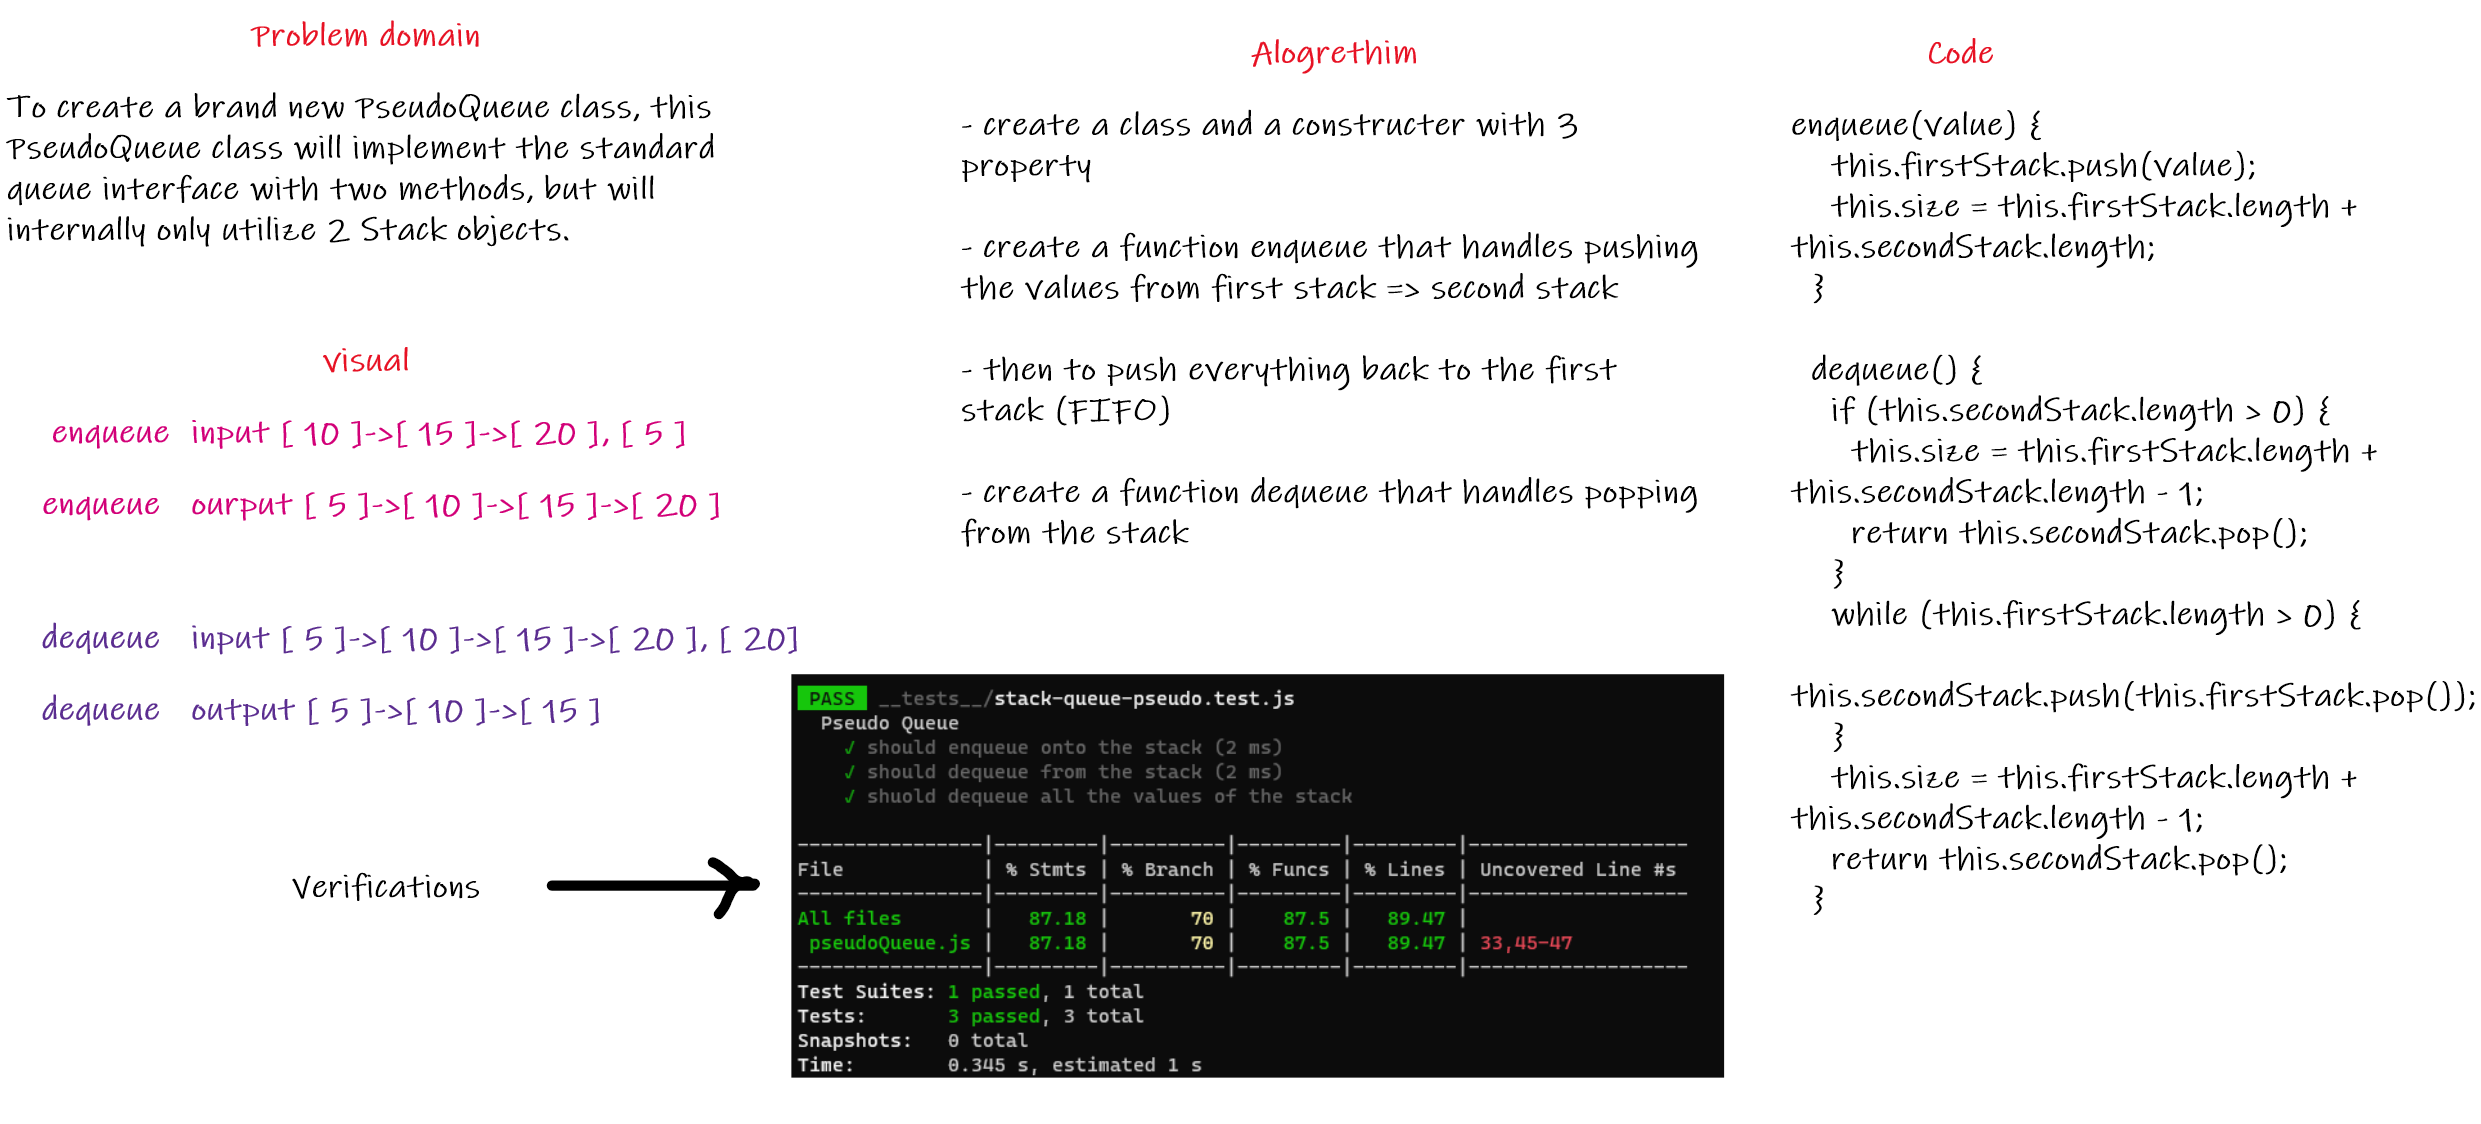 Problem domain
To create a brand new PseudoQueue class, this
PseudoQueue class will implement the standard
queue interface with two methods, but will
internally only utilize 2 Stack objects.
visual
enqueue input [ 10 ]->[ 15 ]->[ 20 ], [ 5 ]
enqueue ourput [ 5 ]->[ 10 ]->[ 15 ]->[ 20 ]
dequeue input [ 5 ]->[ 10 ]->[ 15 ]->[ 20 ], [ 20]
dequeue output [ 5 ]->[ 10 ]->[ 15 ]
Verifications
Alogrethim
- create a class and a constructer with 3
property
- create a function enqueue that handles pushing
the values from first stack => second stack
- then to push everything back to the first
stack (FIFO)
- create a function dequeue that handles popping
from the stack
PASS __tests__/stack-queue-pseudo.test.js
Pseudo Queue
√ should enqueue onto the stack (2 ms)
√ should dequeue from the stack (2 ms)
√ shuold dequeue all the values of the stack
----------------|---------|----------|---------|---------|-------------------
File | % Stmts | % Branch | % Funcs | % Lines | Uncovered Line #s
----------------|---------|----------|---------|---------|-------------------
All files | 87.18 | 70 | 87.5 | 89.47 |
pseudoQueue.js | 87.18 | 70 | 87.5 | 89.47 | 33,45-47
----------------|---------|----------|---------|---------|-------------------
Test Suites: 1 passed, 1 total
Tests: 3 passed, 3 total
Snapshots: 0 total
Time: 0.345 s, estimated 1 s
Code
enqueue(value) {
this.firstStack.push(value);
this.size = this.firstStack.length +
this.secondStack.length;
}
dequeue() {
if (this.secondStack.length > 0) {
this.size = this.firstStack.length +
this.secondStack.length - 1;
return this.secondStack.pop();
}
while (this.firstStack.length > 0) {
this.secondStack.push(this.firstStack.pop());
}
this.size = this.firstStack.length +
this.secondStack.length - 1;
return this.secondStack.pop();
}